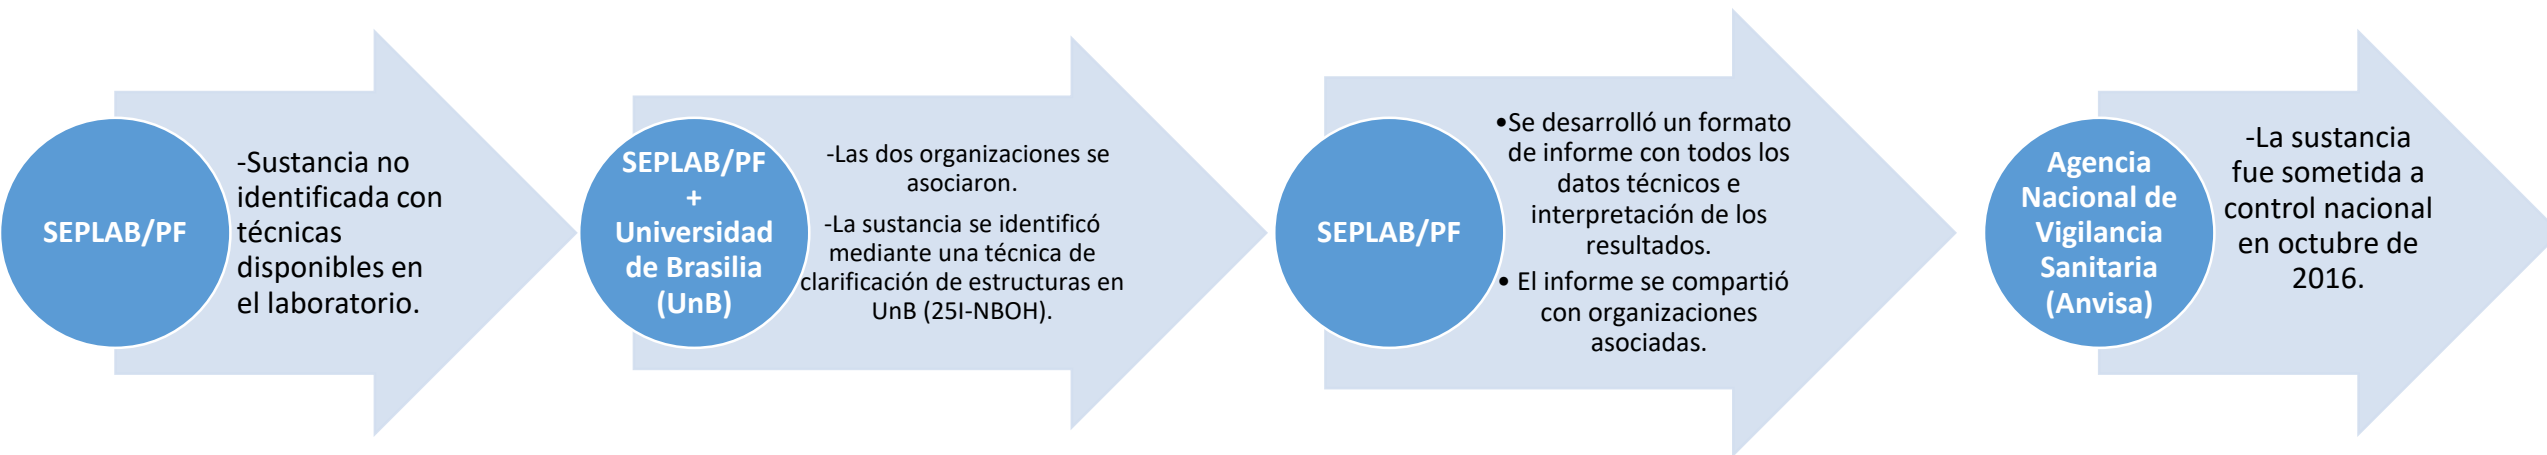 SEPLAB/PF
-Sustancia no
identificada con
técnicas
disponibles en
el laboratorio.
SEPLAB/PF
+
Universidad
de Brasilia
(UnB)
-Las dos organizaciones se
asociaron.
-La sustancia se identificó
mediante una técnica de
clarificación de estructuras en
UnB (25I-NBOH).
SEPLAB/PF
•Se desarrolló un formato
de informe con todos los
datos técnicos e
interpretación de los
resultados.
• El informe se compartió
con organizaciones
asociadas.
Agencia
Nacional de
Vigilancia
Sanitaria
(Anvisa)
-La sustancia
fue sometida a
control nacional
en octubre de
2016.